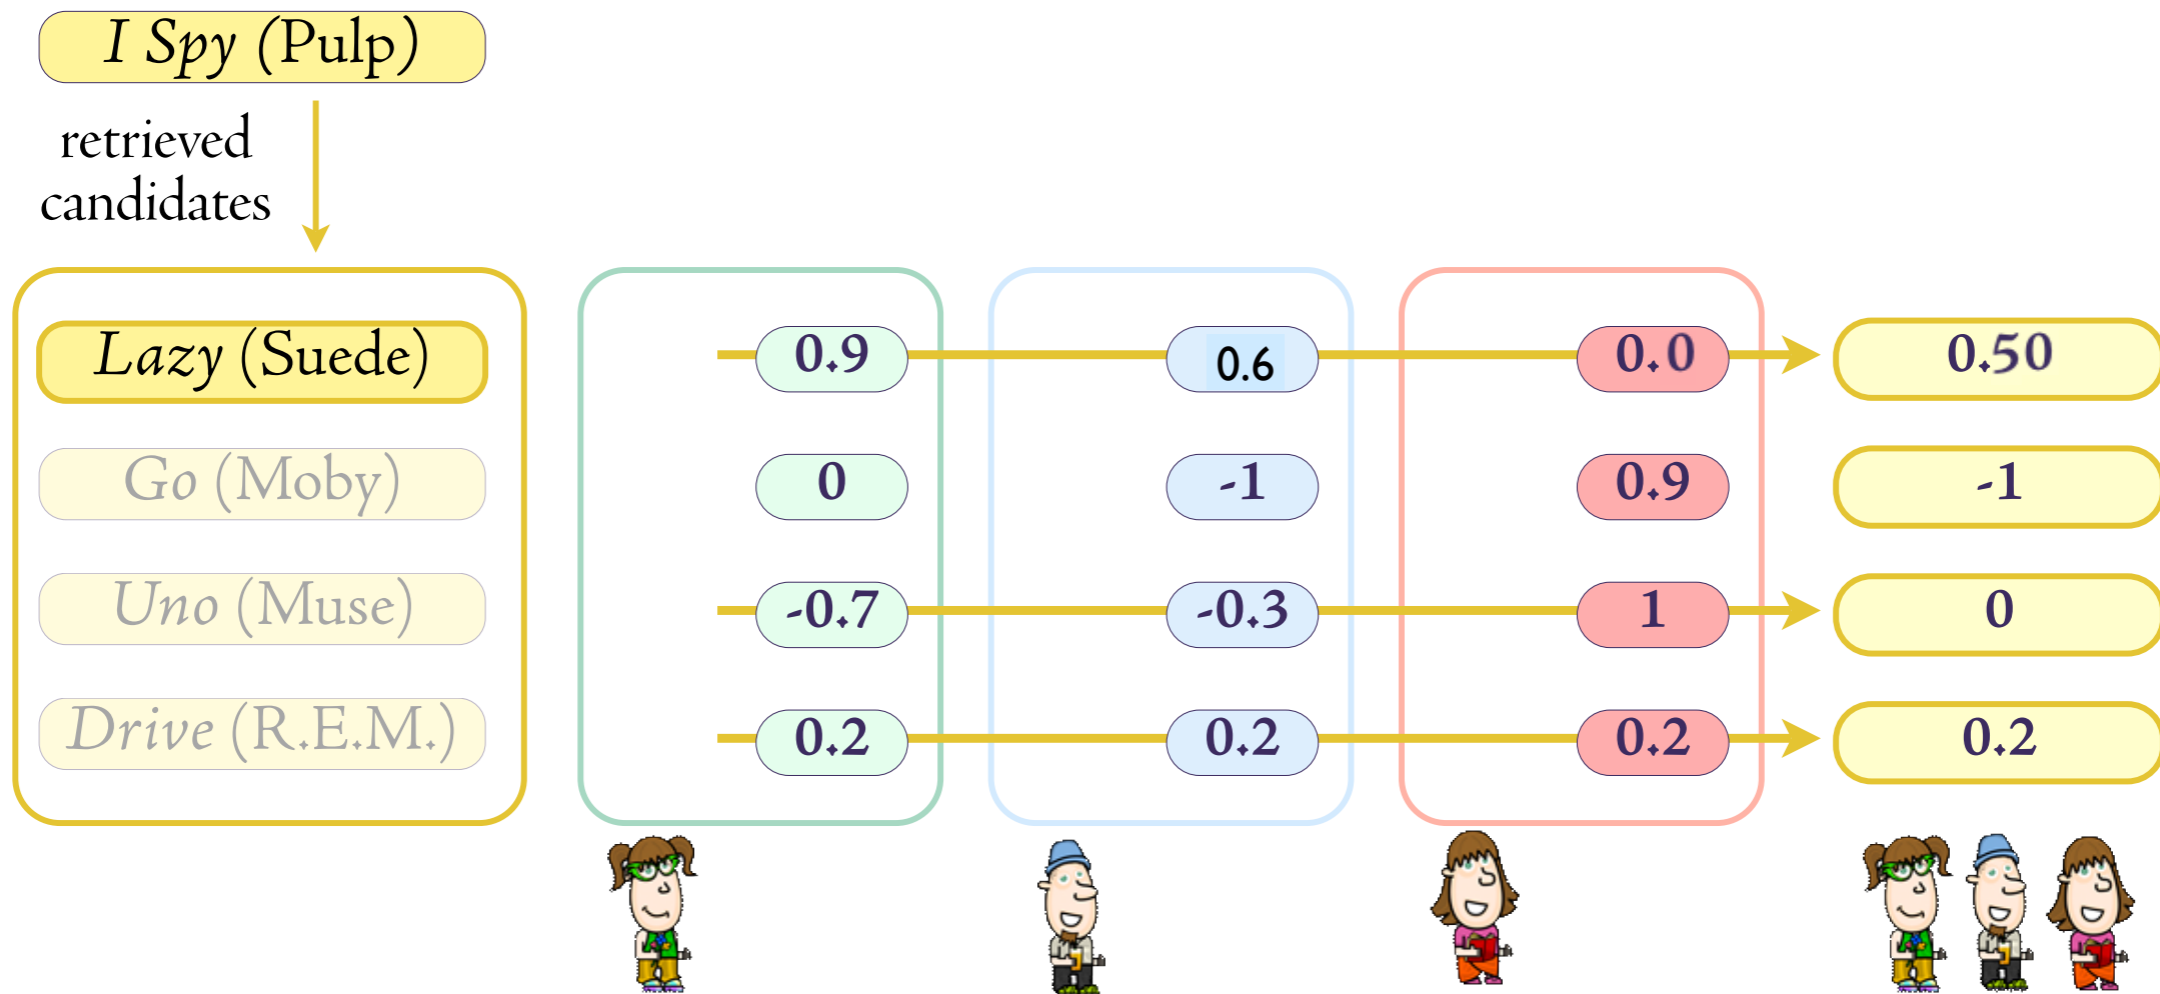 I Spy (Pulp)
retrieved
candidates
Lazy (Suede) 0.9 0.6 0.0 0.50
Go (Moby) 0 -1 0.9 -1
Uno (Muse) -0.7 -0.3 1 0
Drive (R.E.M.) 0.2 0.2 0.2 0.2